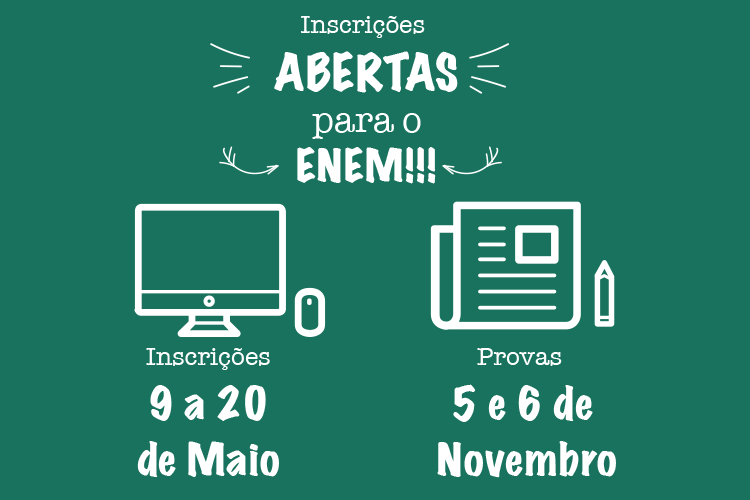 Inscrições
ABERTAS
para o
ENEM!!!
Inscrições
9 a 20
de Maio
Provas
5 e 6 de
Novembro